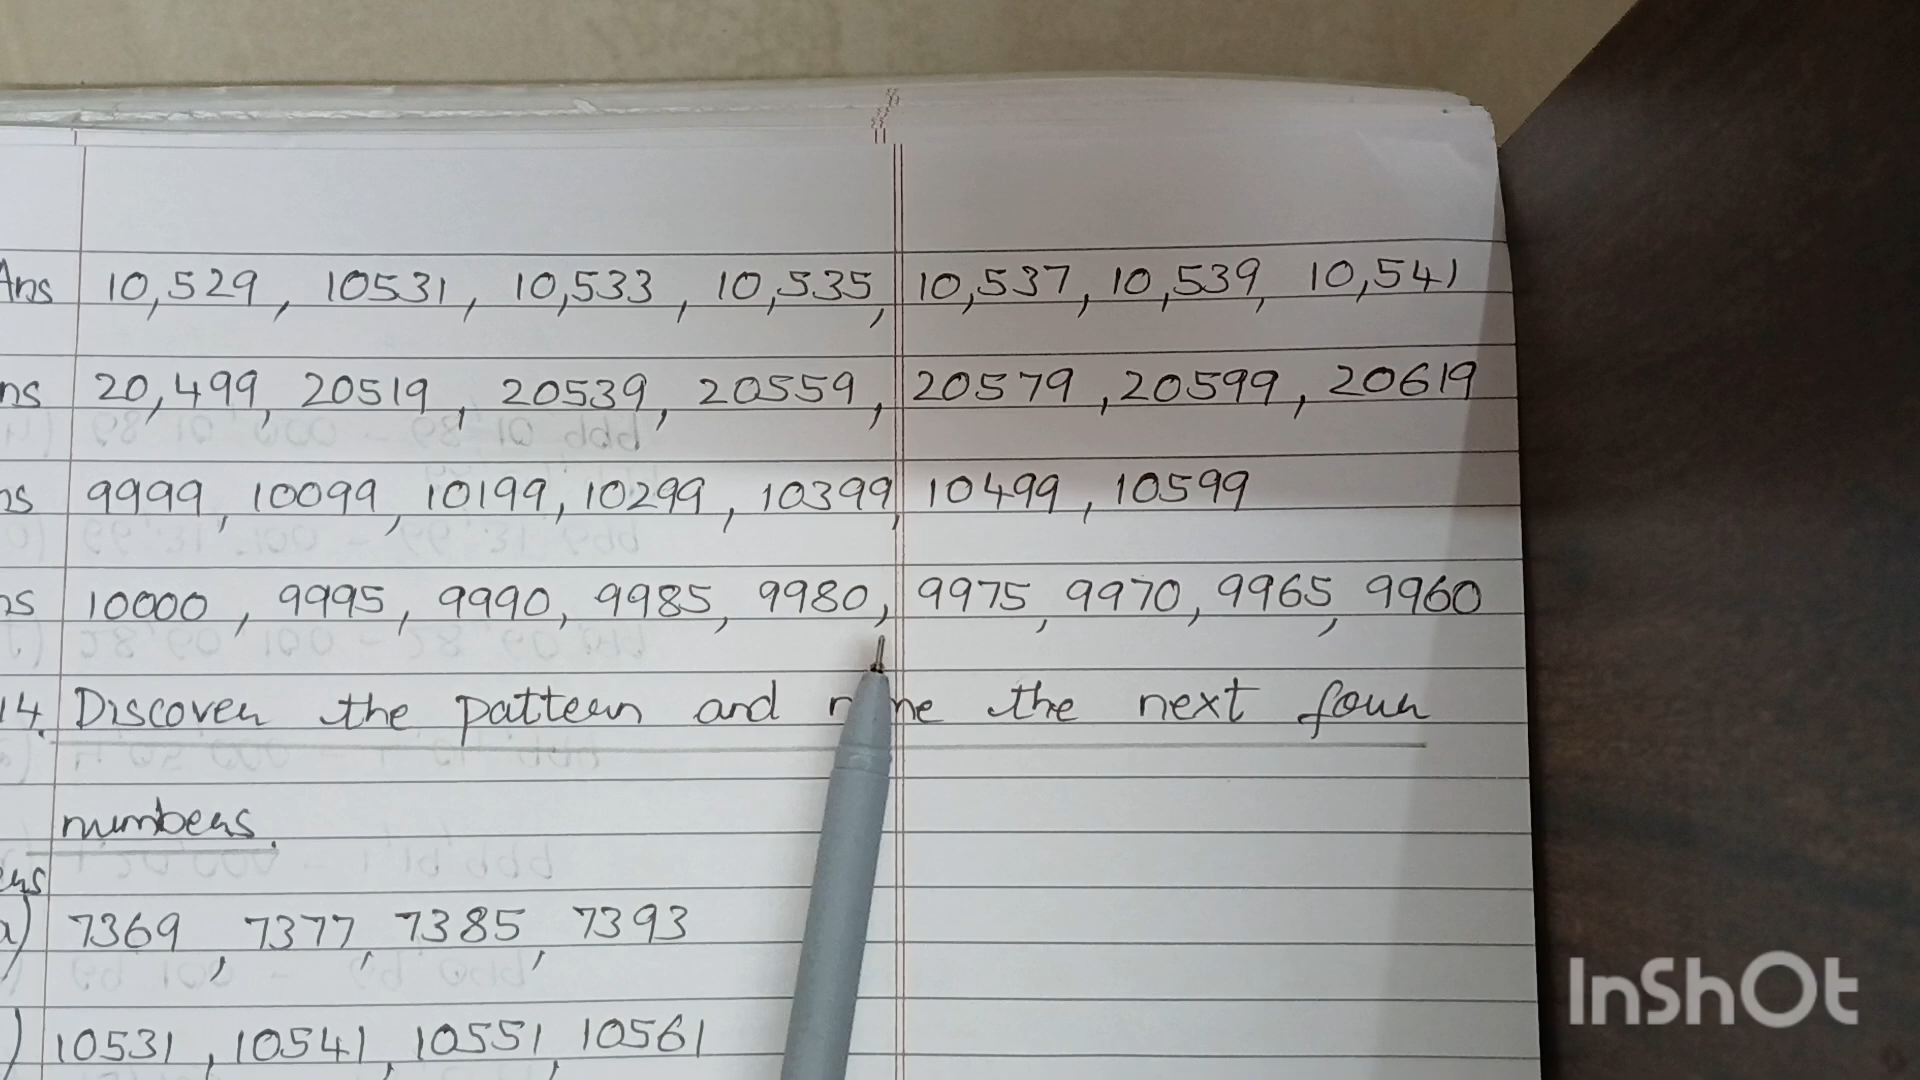 Ans 10,529, 10531, 10,533, 10,535, 10,537, 10,539, 10,541
ns 20,499, 20519, 20539, 20559, 20579, 20599, 20619
ns 9999, 10099, 10199, 10299, 10399, 10499, 10599
ns 10000, 9995, 9990, 9985, 9980, 9975, 9970, 9965, 9960
14. Discover the pattern and the next four
numbers.
a) 7369, 7377, 7385, 7393
) 10531, 10541, 10551, 10561
InShOt